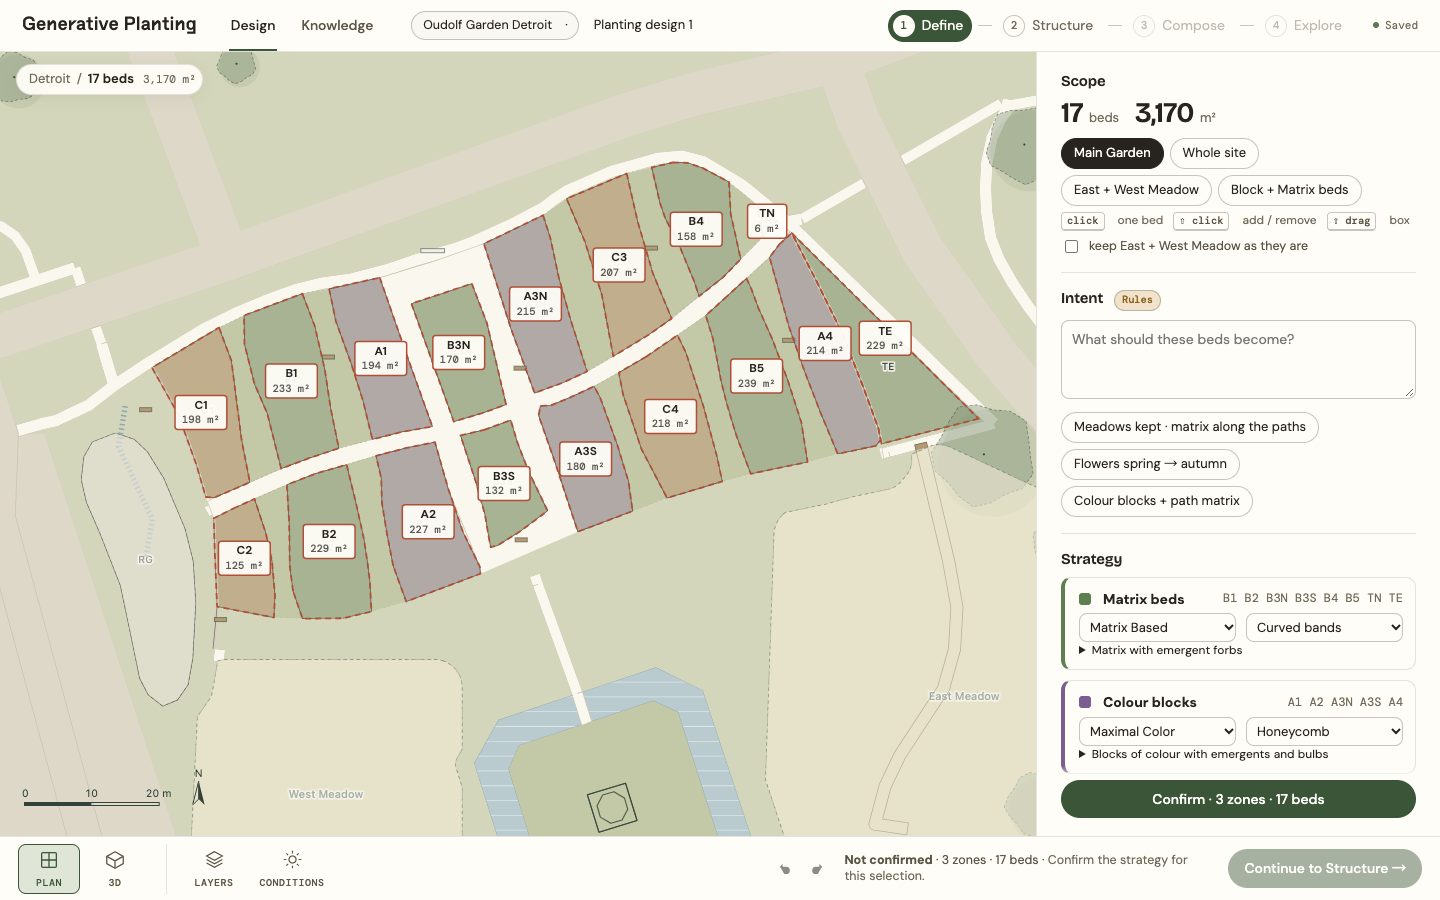 Generative Planting
Design
Knowledge
Oudolf Garden Detroit ·
Planting design 1
1 Define
2 Structure
3 Compose
4 Explore
Saved
Detroit / 17 beds 3,170 m²
B4
158 m²
TN
6 m²
C3
207 m²
A3N
215 m²
A4
214 m²
TE
229 m²
TE
A1
194 m²
B3N
170 m²
B1
233 m²
B5
239 m²
C1
198 m²
C4
218 m²
A3S
180 m²
B3S
132 m²
A2
227 m²
B2
229 m²
C2
125 m²
RG
East Meadow
West Meadow
0 10 20 m
N
Scope
17 beds 3,170 m²
Main Garden
Whole site
East + West Meadow
Block + Matrix beds
click one bed ⇧ click add / remove ⇧ drag box
keep East + West Meadow as they are
Intent Rules
What should these beds become?
Meadows kept · matrix along the paths
Flowers spring → autumn
Colour blocks + path matrix
Strategy
Matrix beds B1 B2 B3N B3S B4 B5 TN TE
Matrix Based
Curved bands
Matrix with emergent forbs
Colour blocks A1 A2 A3N A3S A4
Maximal Color
Honeycomb
Blocks of colour with emergents and bulbs
Confirm · 3 zones · 17 beds
PLAN
3D
LAYERS
CONDITIONS
Not confirmed · 3 zones · 17 beds · Confirm the strategy for
this selection.
Continue to Structure →